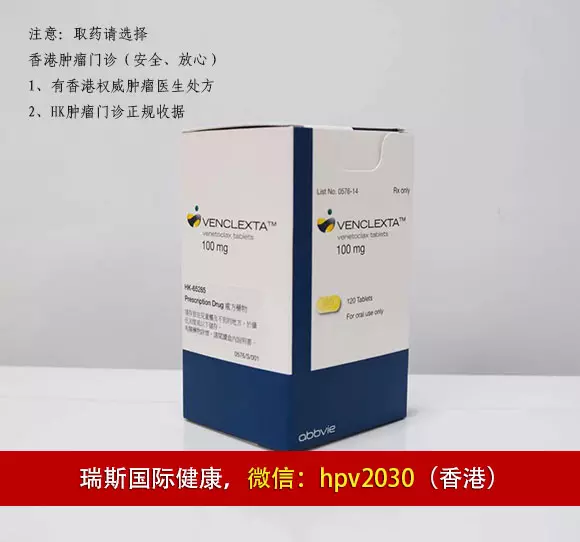 注意：取药请选择
香港肿瘤门诊（安全、放心）
1、有香港权威肿瘤医生处方
2、HK肿瘤门诊正规收据
List No. 0576-14 Rx only
VENCLEXTA™
venetoclax tablets
100 mg
HK-65265
Prescription Drug 處方藥物
0576/S/001
VENCLEXTA™
venetoclax tablets
100 mg
120 Tablets
For oral use only
abbvie
瑞斯国际健康，微信：hpv2030（香港）